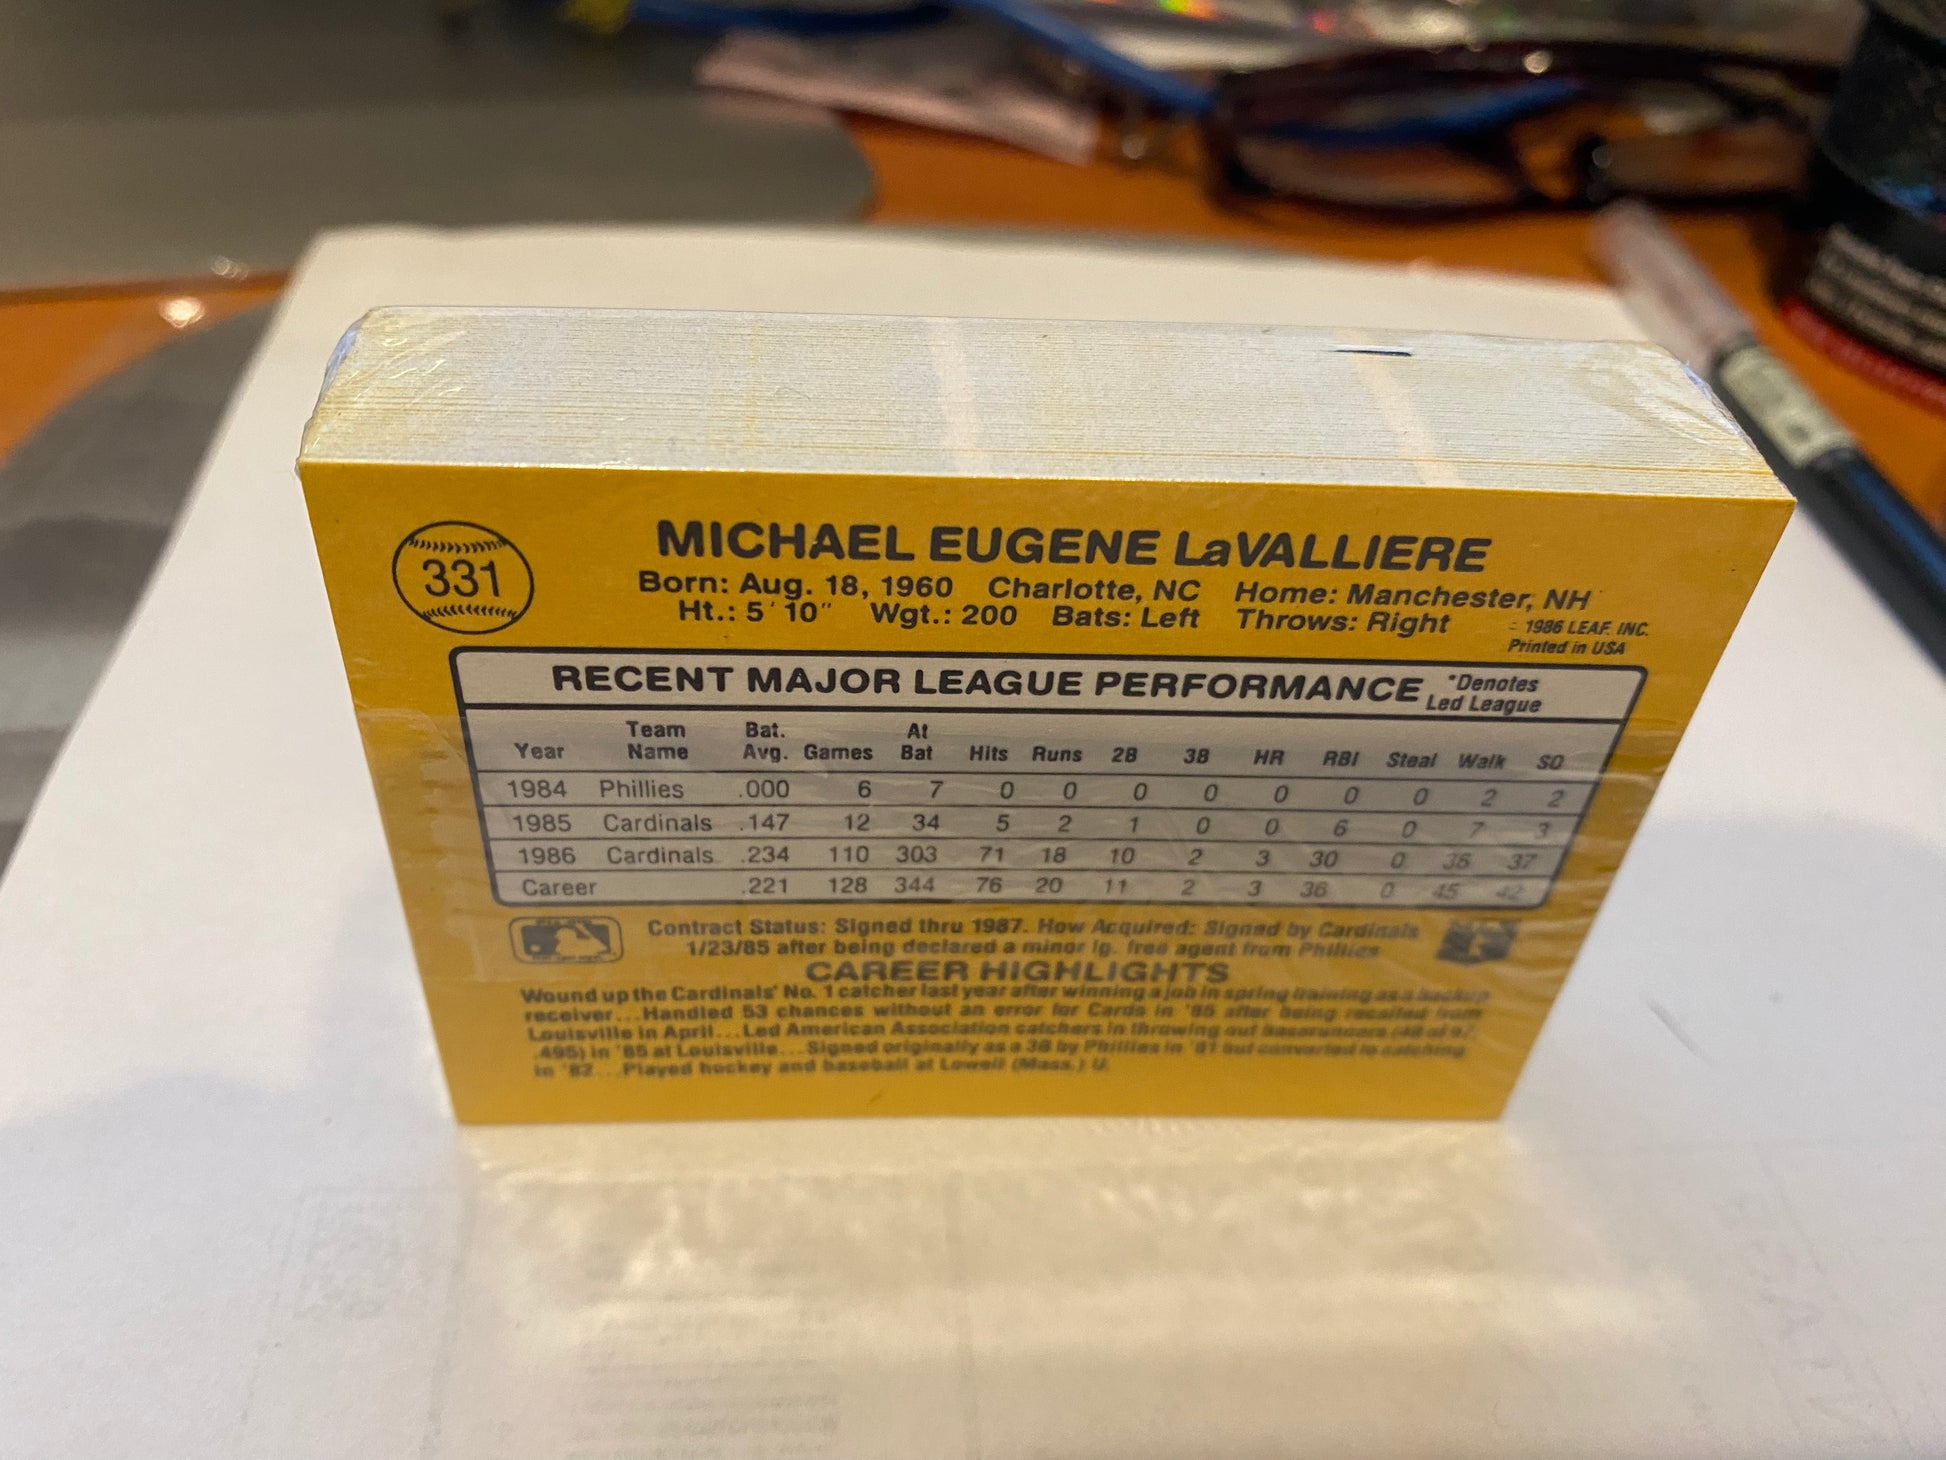 331
MICHAEL EUGENE LaVALLIERE
Born: Aug. 18, 1960 Charlotte, NC Home: Manchester, NH
Ht.: 5' 10" Wgt.: 200 Bats: Left Throws: Right
1986 LEAF. INC.
Printed in USA
RECENT MAJOR LEAGUE PERFORMANCE *Denotes Led League
Year Team Name Bat. Avg. Games At Bat Hits Runs 2B 3B HR RBI Steal Walk SO
1984 Phillies .000 6 7 0 0 0 0 0 0 0 2 2
1985 Cardinals .147 12 34 5 2 1 0 0 6 0 7 3
1986 Cardinals .234 110 303 71 18 10 2 3 30 0 36 37
Career .221 128 344 76 20 11 2 3 36 0 45 42
Contract Status: Signed thru 1987. How Acquired: Signed by Cardinals
1/23/85 after being declared a minor lg. free agent from Phillies
CAREER HIGHLIGHTS
Wound up the Cardinals' No. 1 catcher last year after winning a job in spring training as a backup
receiver...Handled 53 chances without an error for Cards in '85 after being recalled from
Louisville in April...Led American Association catchers in throwing out baserunners (48 of 97,
.495) in '85 at Louisville...Signed originally as a 3B by Phillies in '81 but converted to catching
in '82...Played hockey and baseball at Lowell (Mass.) U.